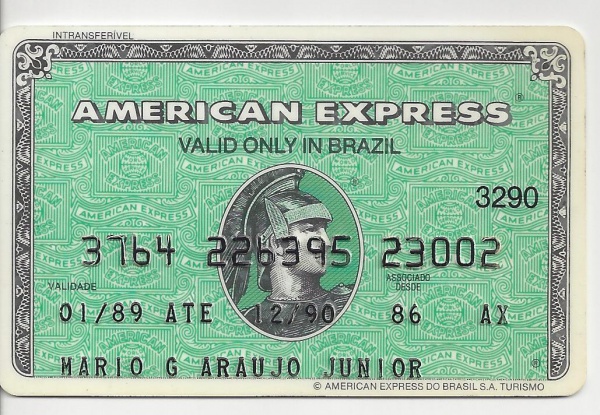 INTRANSFERÍVEL
AMERICAN EXPRESS®
VALID ONLY IN BRAZIL
3290
3764 226395 23002
VALIDADE
ASSOCIADO DESDE
01/89 ATE 12/90 86 AX
MARIO G ARAUJO JUNIOR
© AMERICAN EXPRESS DO BRASIL S.A. TURISMO